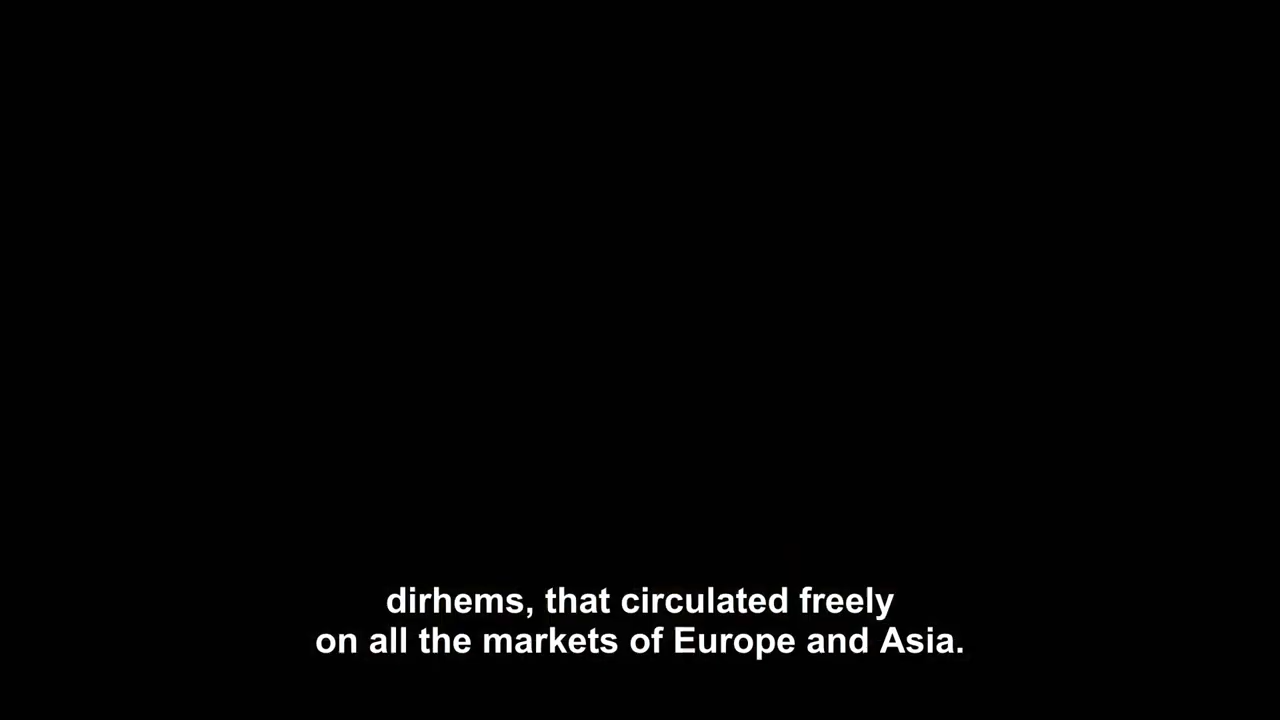 dirhems, that circulated freely
on all the markets of Europe and Asia.